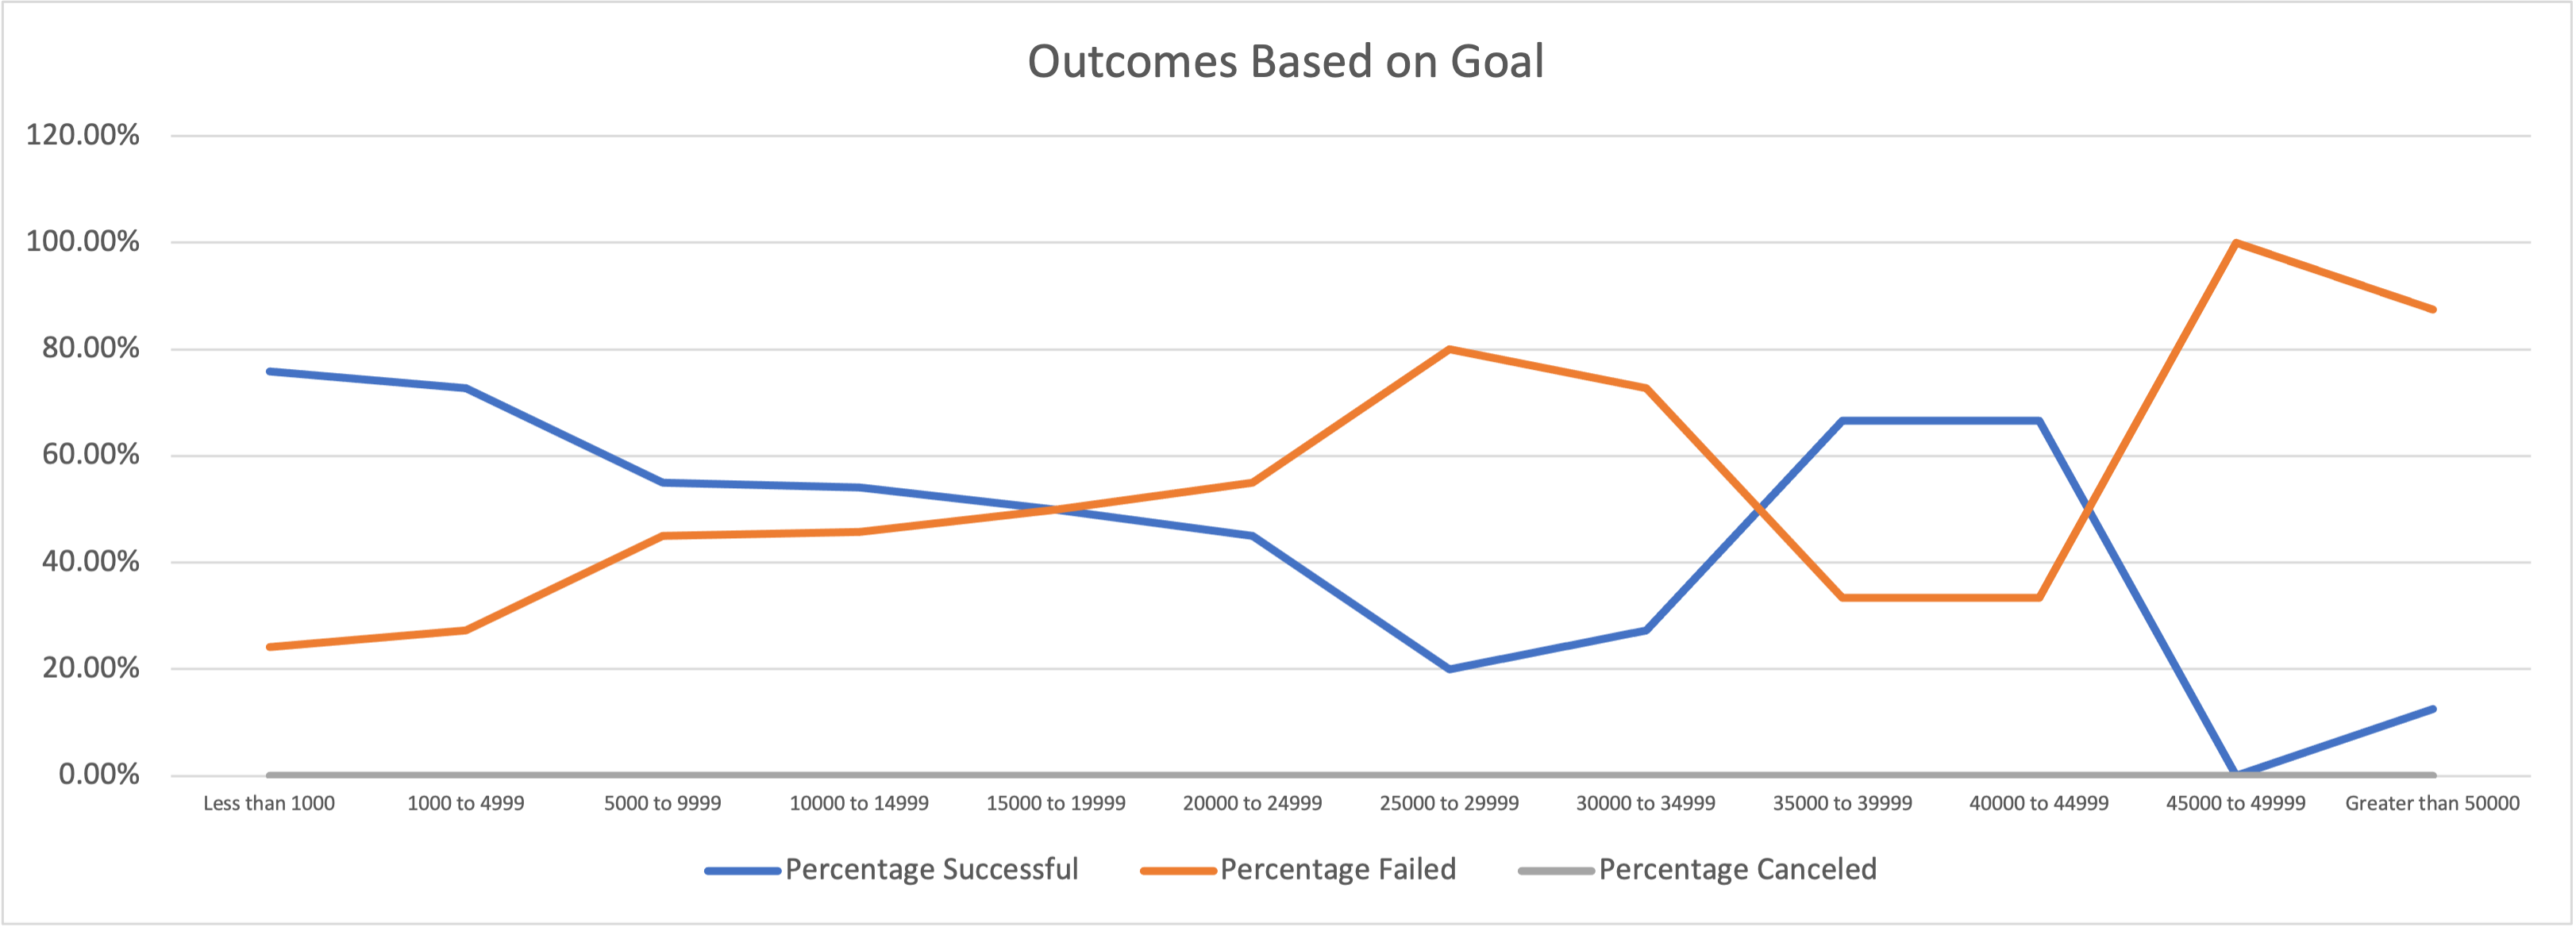 Outcomes Based on Goal
120.00%
100.00%
80.00%
60.00%
40.00%
20.00%
0.00%
Less than 1000 1000 to 4999 5000 to 9999 10000 to 14999 15000 to 19999 20000 to 24999 25000 to 29999 30000 to 34999 35000 to 39999 40000 to 44999 45000 to 49999 Greater than 50000
Percentage Successful Percentage Failed Percentage Canceled